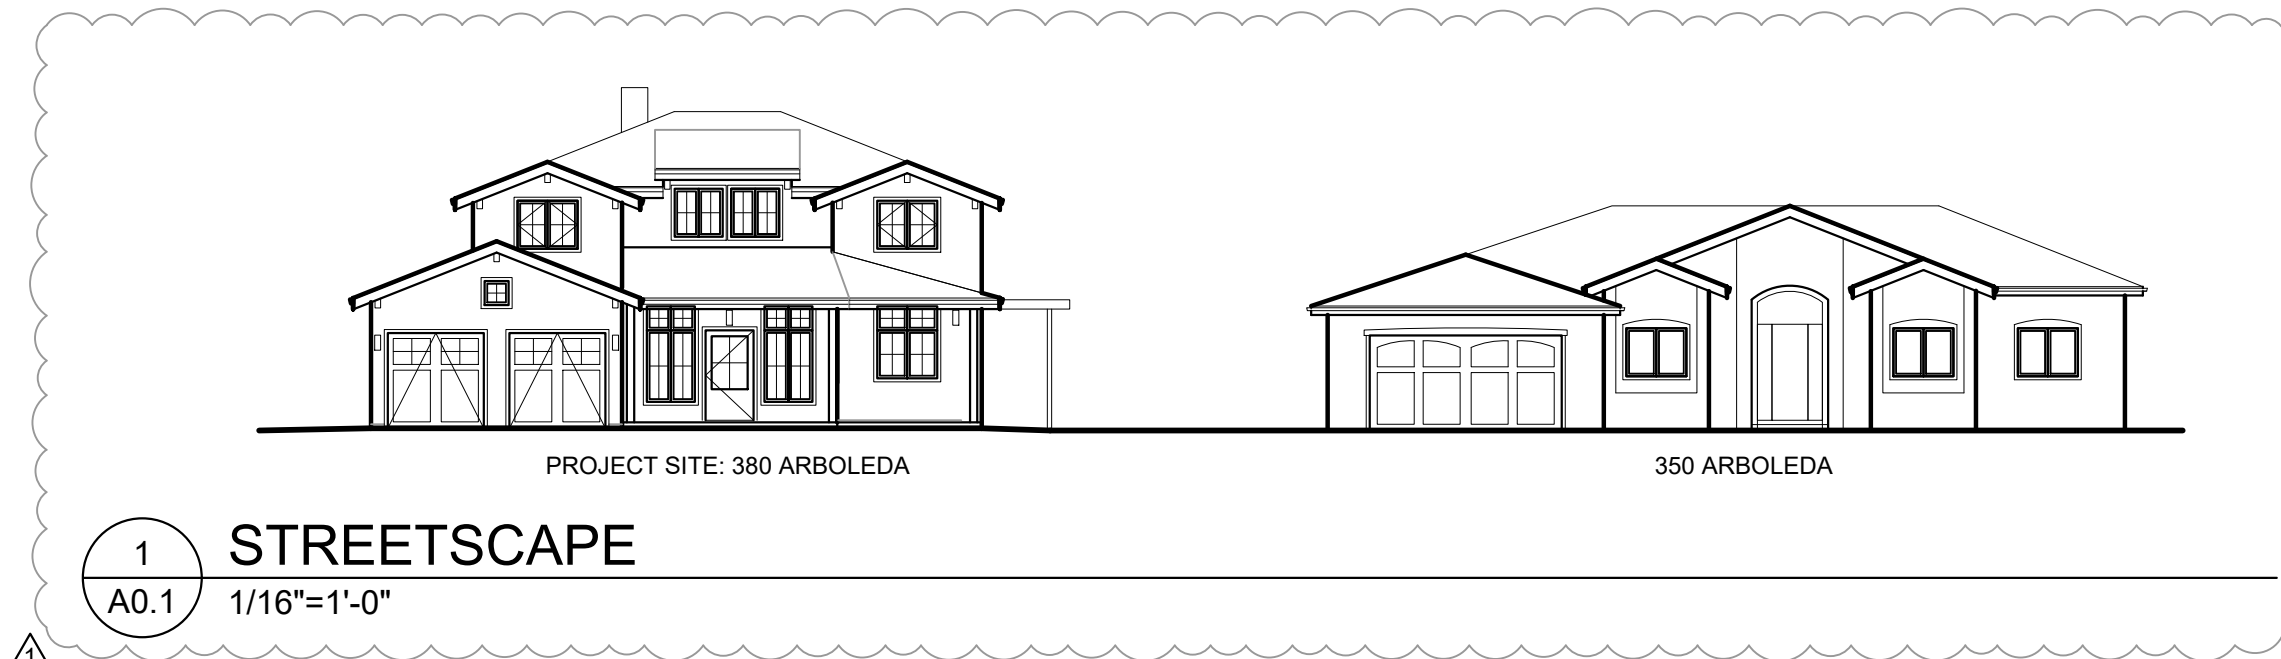 PROJECT SITE: 380 ARBOLEDA
350 ARBOLEDA
1
STREETSCAPE
A0.1
1/16"=1'-0"
1